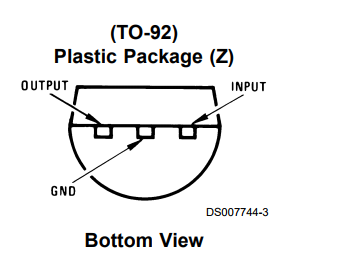 (TO-92)
Plastic Package (Z)
OUTPUT
INPUT
GND
DS007744-3
Bottom View